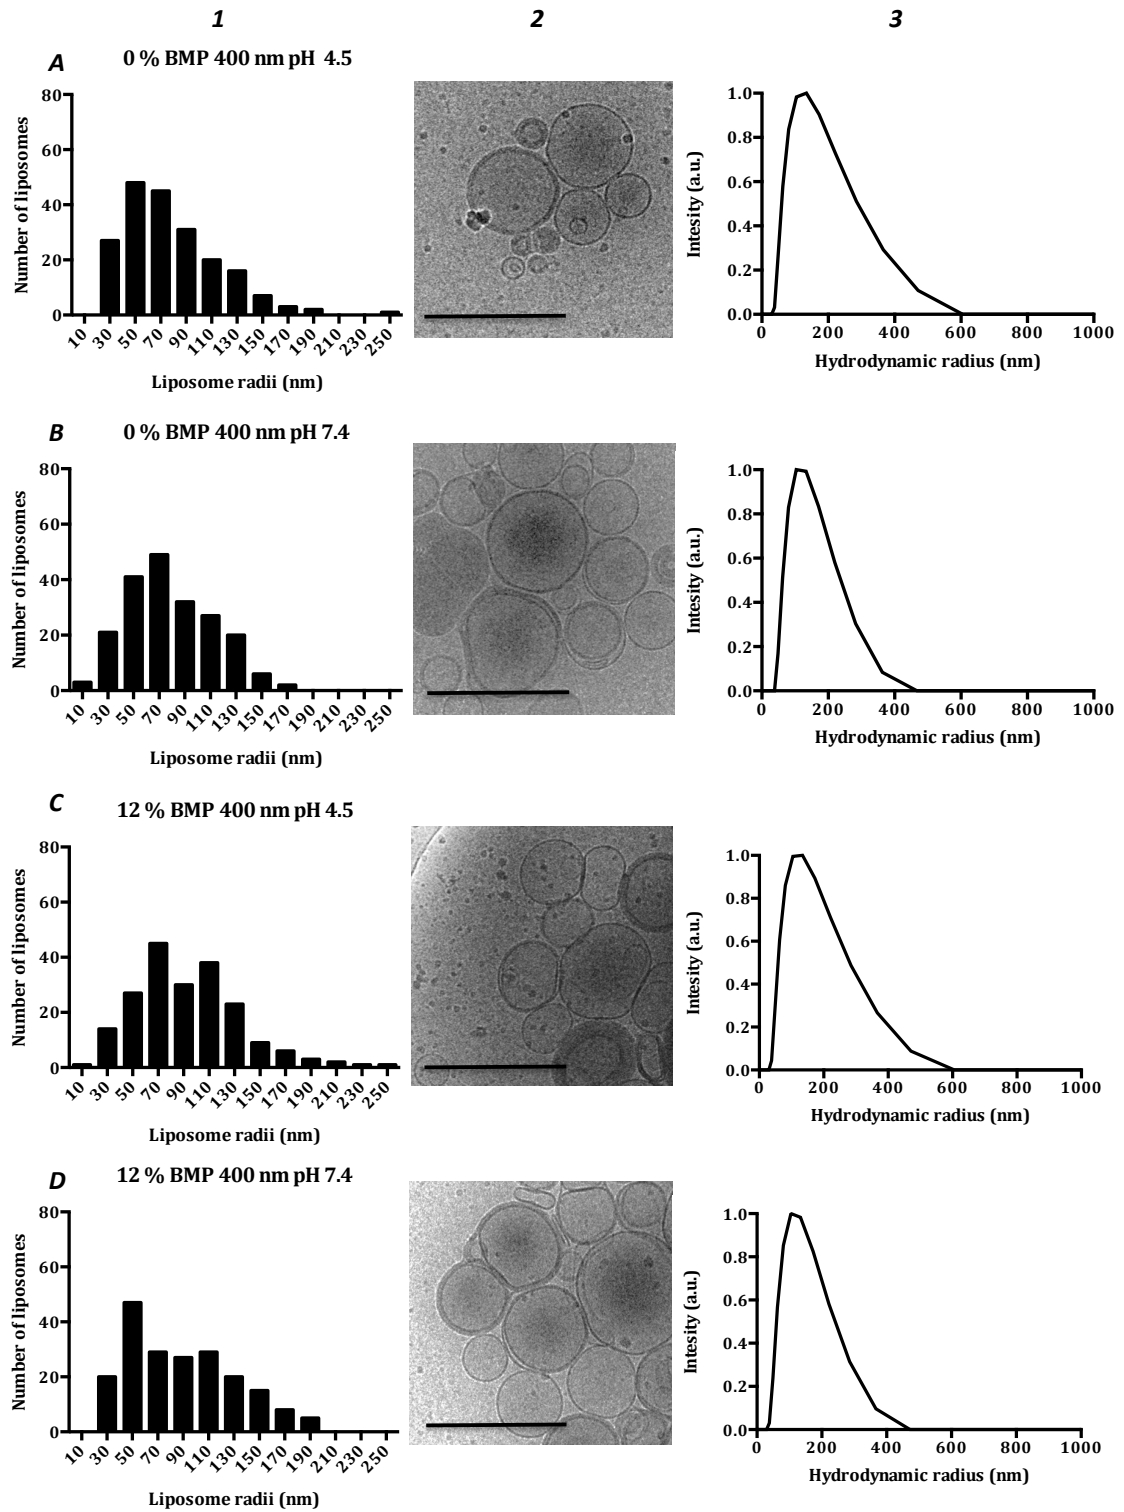 1 2 3
A 0 % BMP 400 nm pH 4.5
Number of liposomes
80
60
40
20
0
10 30 50 70 90 110 130 150 170 190 210 230 250
Liposome radii (nm)
Intesity (a.u.)
1.0
0.8
0.6
0.4
0.2
0.0
0 200 400 600 800 1000
Hydrodynamic radius (nm)
B 0 % BMP 400 nm pH 7.4
Number of liposomes
80
60
40
20
0
10 30 50 70 90 110 130 150 170 190 210 230 250
Liposome radii (nm)
Intesity (a.u.)
1.0
0.8
0.6
0.4
0.2
0.0
0 200 400 600 800 1000
Hydrodynamic radius (nm)
C 12 % BMP 400 nm pH 4.5
Number of liposomes
80
60
40
20
0
10 30 50 70 90 110 130 150 170 190 210 230 250
Liposome radii (nm)
Intesity (a.u.)
1.0
0.8
0.6
0.4
0.2
0.0
0 200 400 600 800 1000
Hydrodynamic radius (nm)
D 12 % BMP 400 nm pH 7.4
Number of liposomes
80
60
40
20
0
10 30 50 70 90 110 130 150 170 190 210 230 250
Liposome radii (nm)
Intesity (a.u.)
1.0
0.8
0.6
0.4
0.2
0.0
0 200 400 600 800 1000
Hydrodynamic radius (nm)